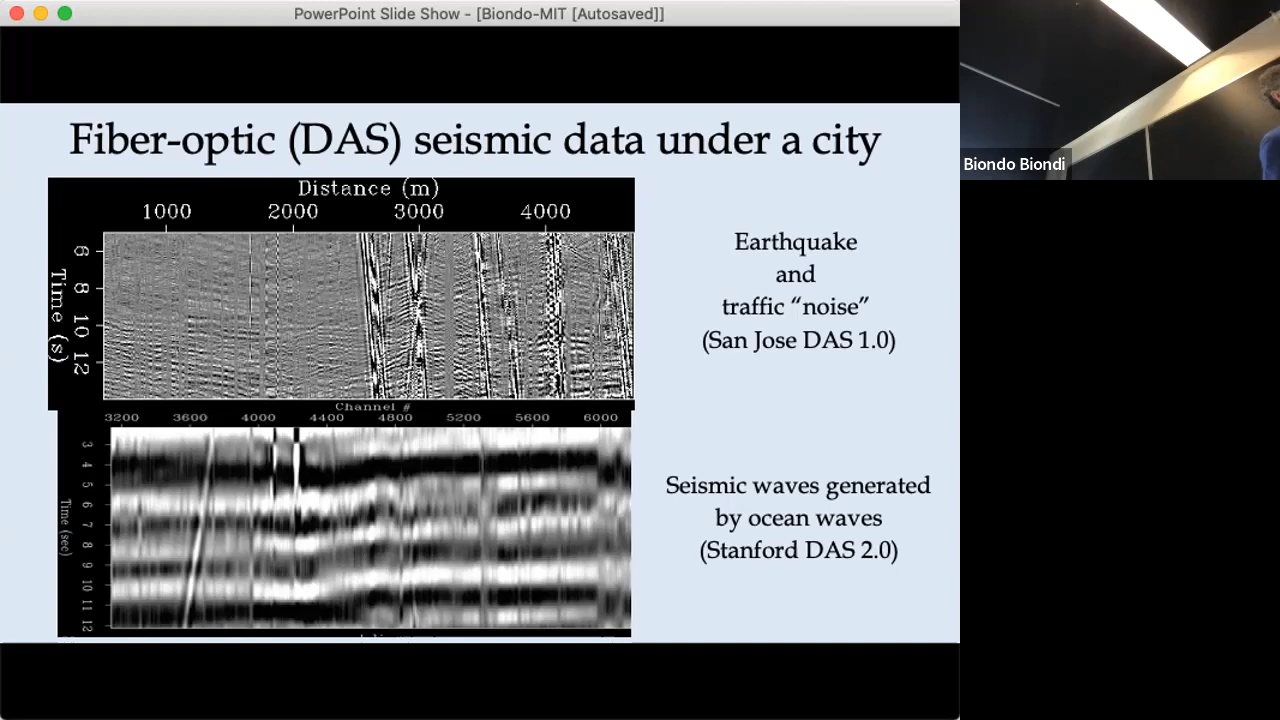 PowerPoint Slide Show - [Biondo-MIT [Autosaved]]
Fiber-optic (DAS) seismic data under a city
Distance (m)
1000 2000 3000 4000
Time (s)
6
8
10
12
Earthquake
and
traffic “noise”
(San Jose DAS 1.0)
Channel #
3200 3600 4000 4400 4800 5200 5600 6000
Time (sec)
3
4
5
6
7
8
9
10
11
12
Seismic waves generated
by ocean waves
(Stanford DAS 2.0)
Biondo Biondi